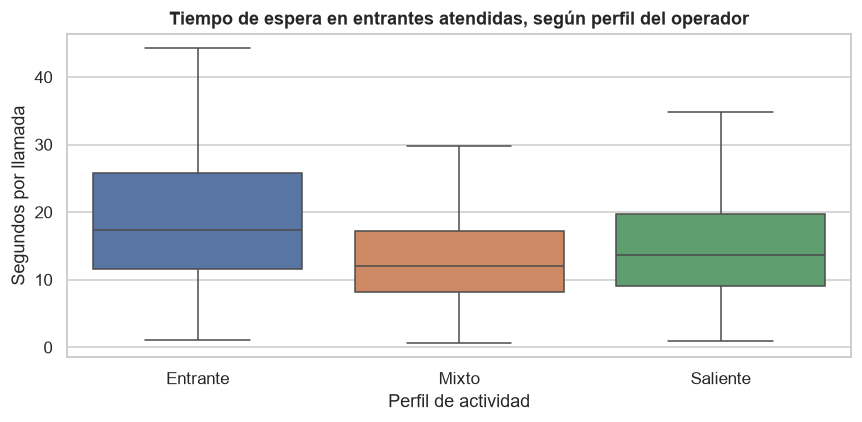 Tiempo de espera en entrantes atendidas, según perfil del operador
Segundos por llamada
40
30
20
10
0
Entrante
Mixto
Saliente
Perfil de actividad